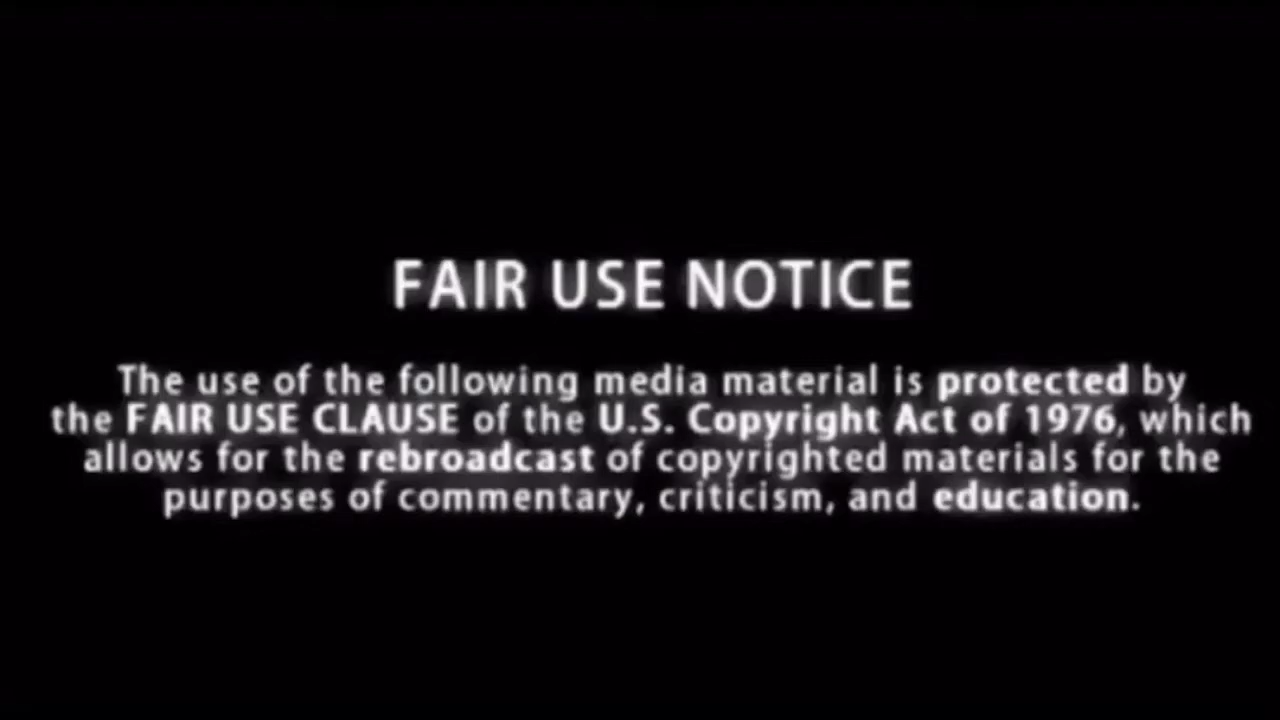 FAIR USE NOTICE
The use of the following media material is protected by
the FAIR USE CLAUSE of the U.S. Copyright Act of 1976, which
allows for the rebroadcast of copyrighted materials for the
purposes of commentary, criticism, and education.